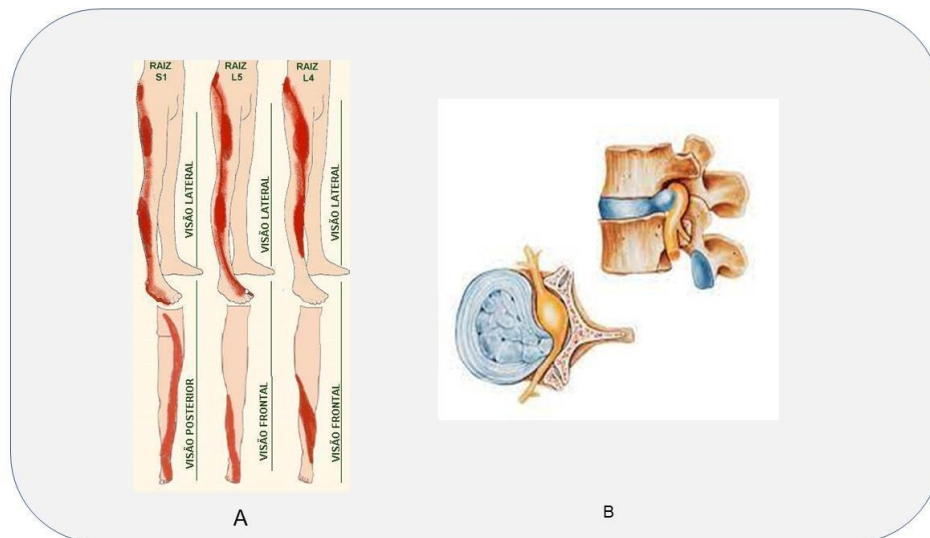 RAIZ
S1
RAIZ
L5
RAIZ
L4
VISÃO LATERAL
VISÃO LATERAL
VISÃO LATERAL
VISÃO POSTERIOR
VISÃO FRONTAL
VISÃO FRONTAL
A
B